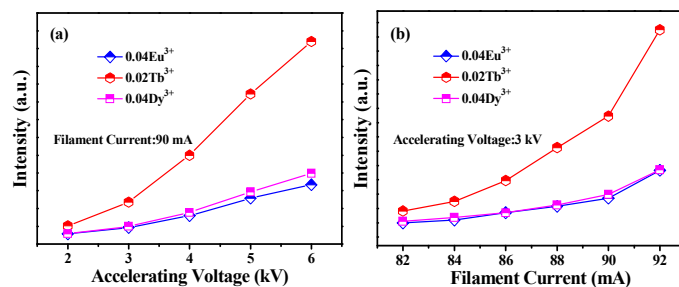 (a)
0.04Eu³⁺
0.02Tb³⁺
0.04Dy³⁺
Filament Current:90 mA
Intensity (a.u.)
2 3 4 5 6
Accelerating Voltage (kV)
(b)
0.04Eu³⁺
0.02Tb³⁺
0.04Dy³⁺
Accelerating Voltage:3 kV
Intensity (a.u.)
82 84 86 88 90 92
Filament Current (mA)